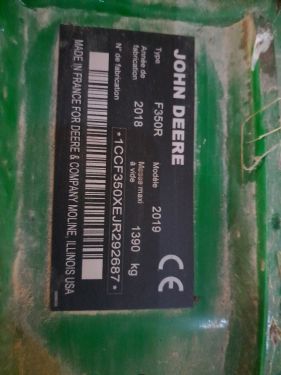 JOHN DEERE
CE
Type F350R Modèle 2019
Année de fabrication 2018 Masse maxi à vide 1390 kg
N° de fabrication
*1CCF350XEJR292687*
MADE IN FRANCE FOR DEERE & COMPANY MOLINE, ILLINOIS USA